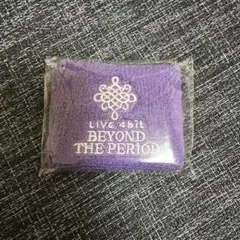 LIVE 4bit
BEYOND
THE PERIOD